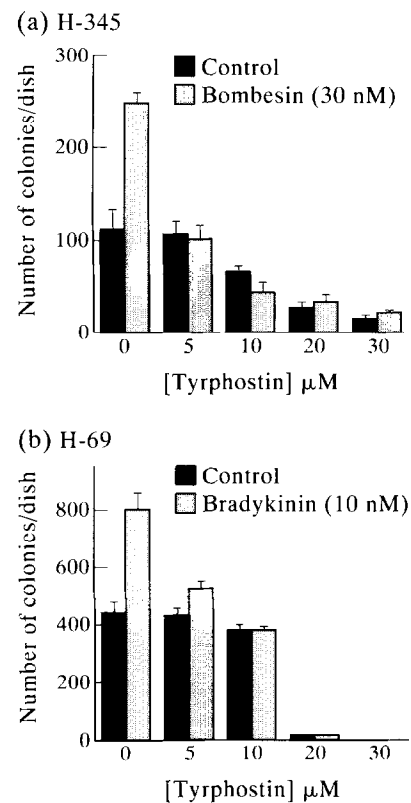 (a) H-345
Number of colonies/dish
300
200
100
0
Control
Bombesin (30 nM)
0 5 10 20 30
[Tyrphostin] μM
(b) H-69
Number of colonies/dish
800
600
400
200
0
Control
Bradykinin (10 nM)
0 5 10 20 30
[Tyrphostin] μM